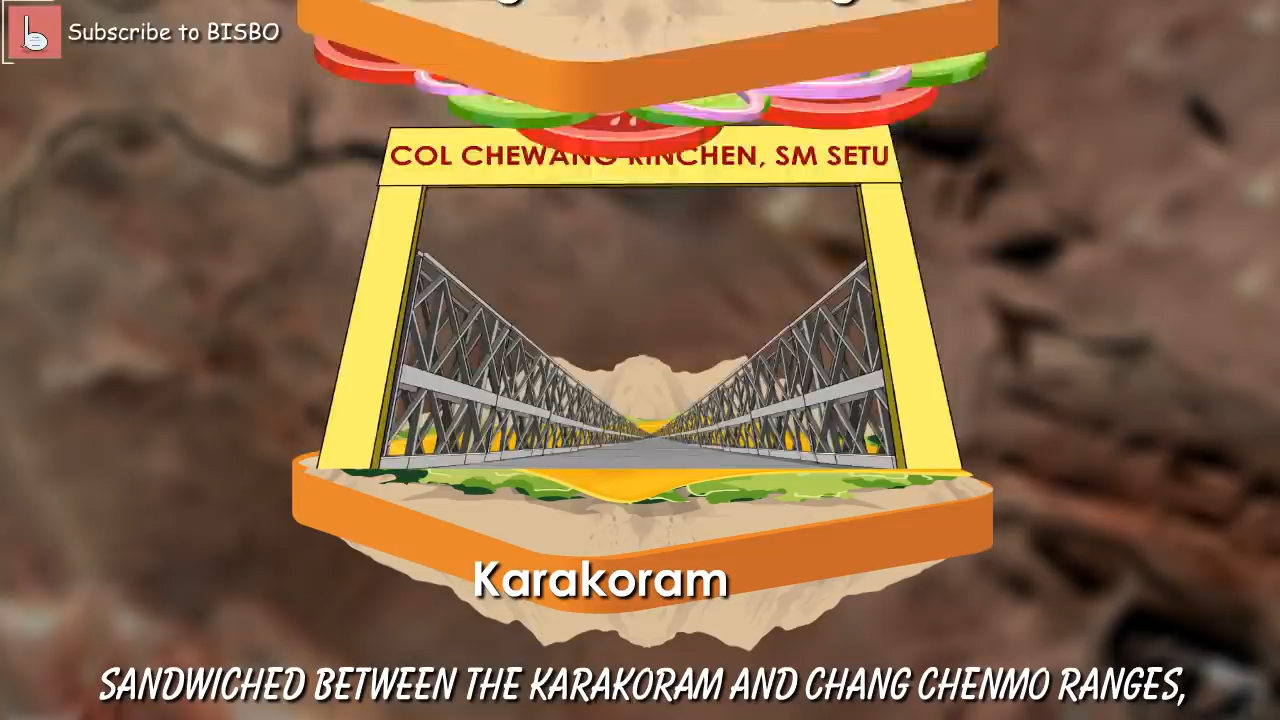 Subscribe to BISBO
COL CHEWANG RINCHEN, SM SETU
Karakoram
SANDWICHED BETWEEN THE KARAKORAM AND CHANG CHENMO RANGES,